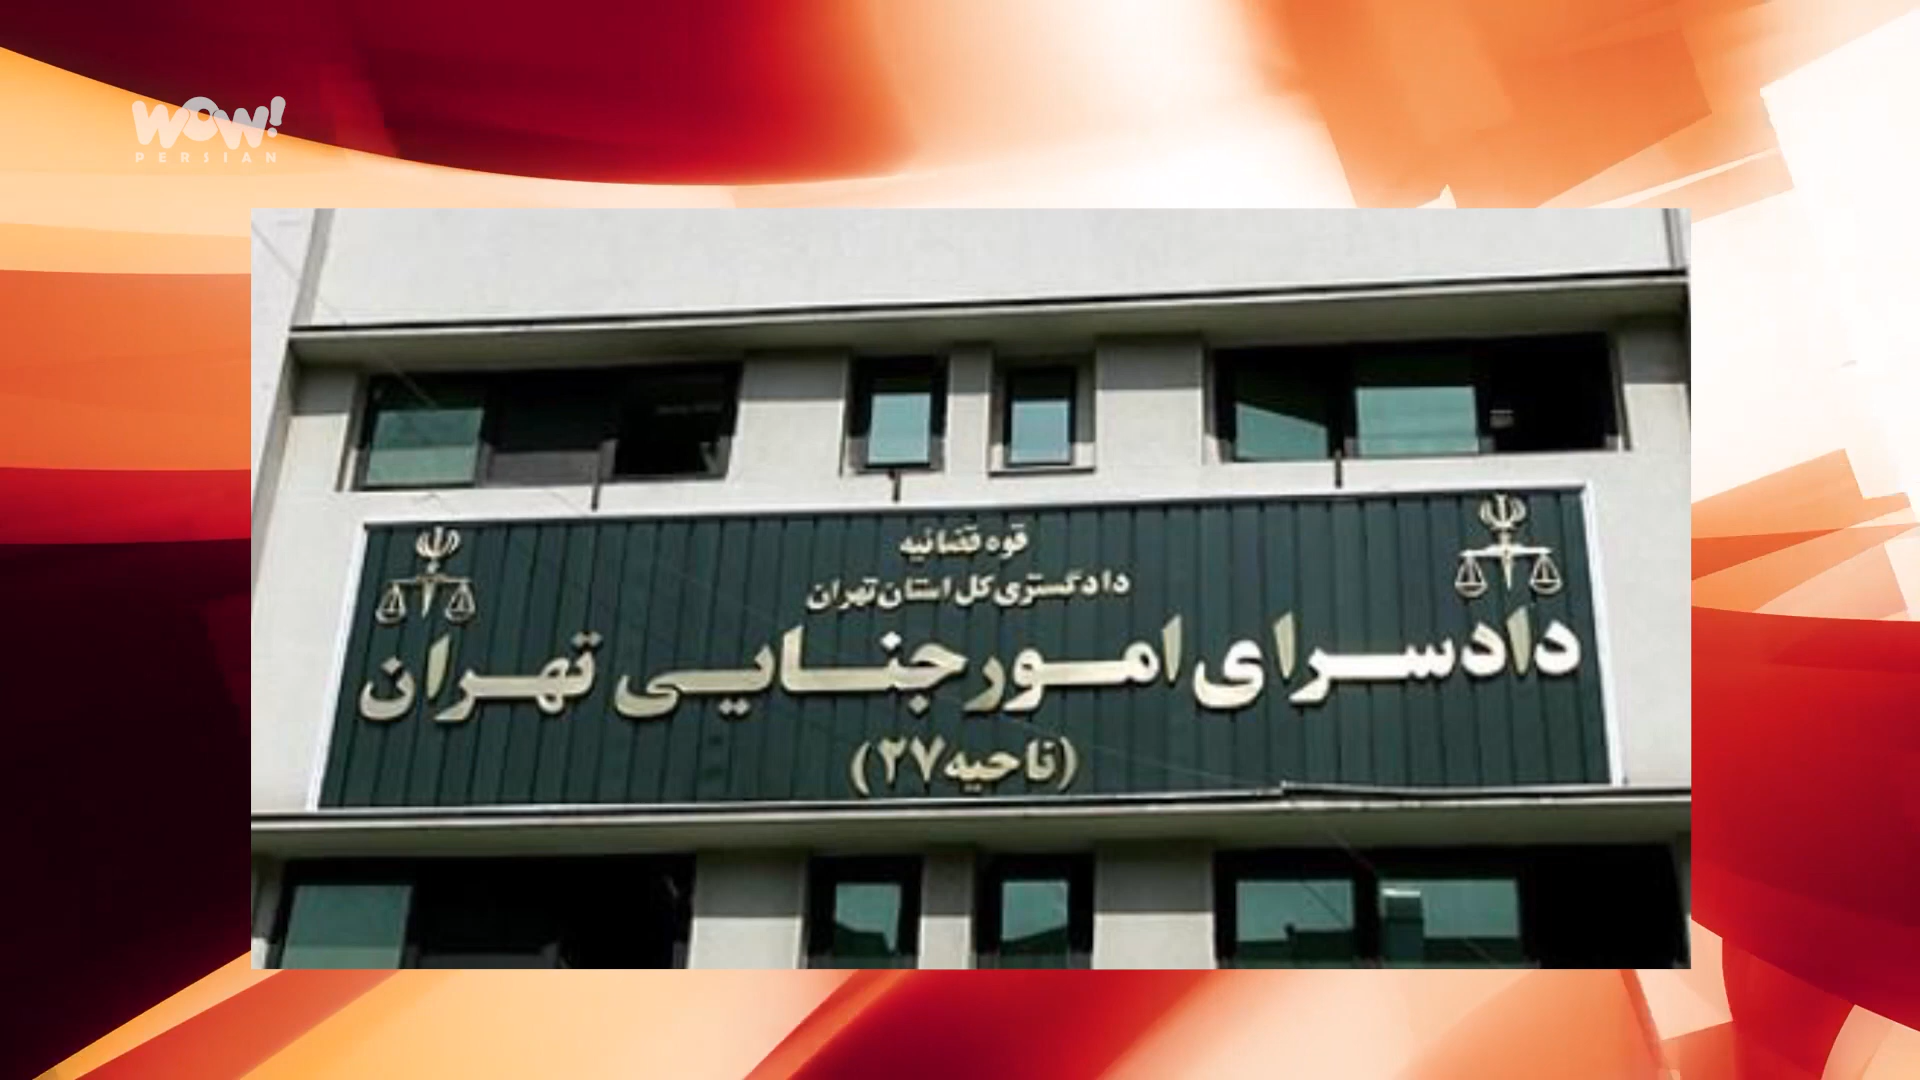 WOW!
PERSIAN
قوه قضائیه
دادگستری کل استان تهران
دادسرای امور جنایی تهران
(ناحیه ۲۷)